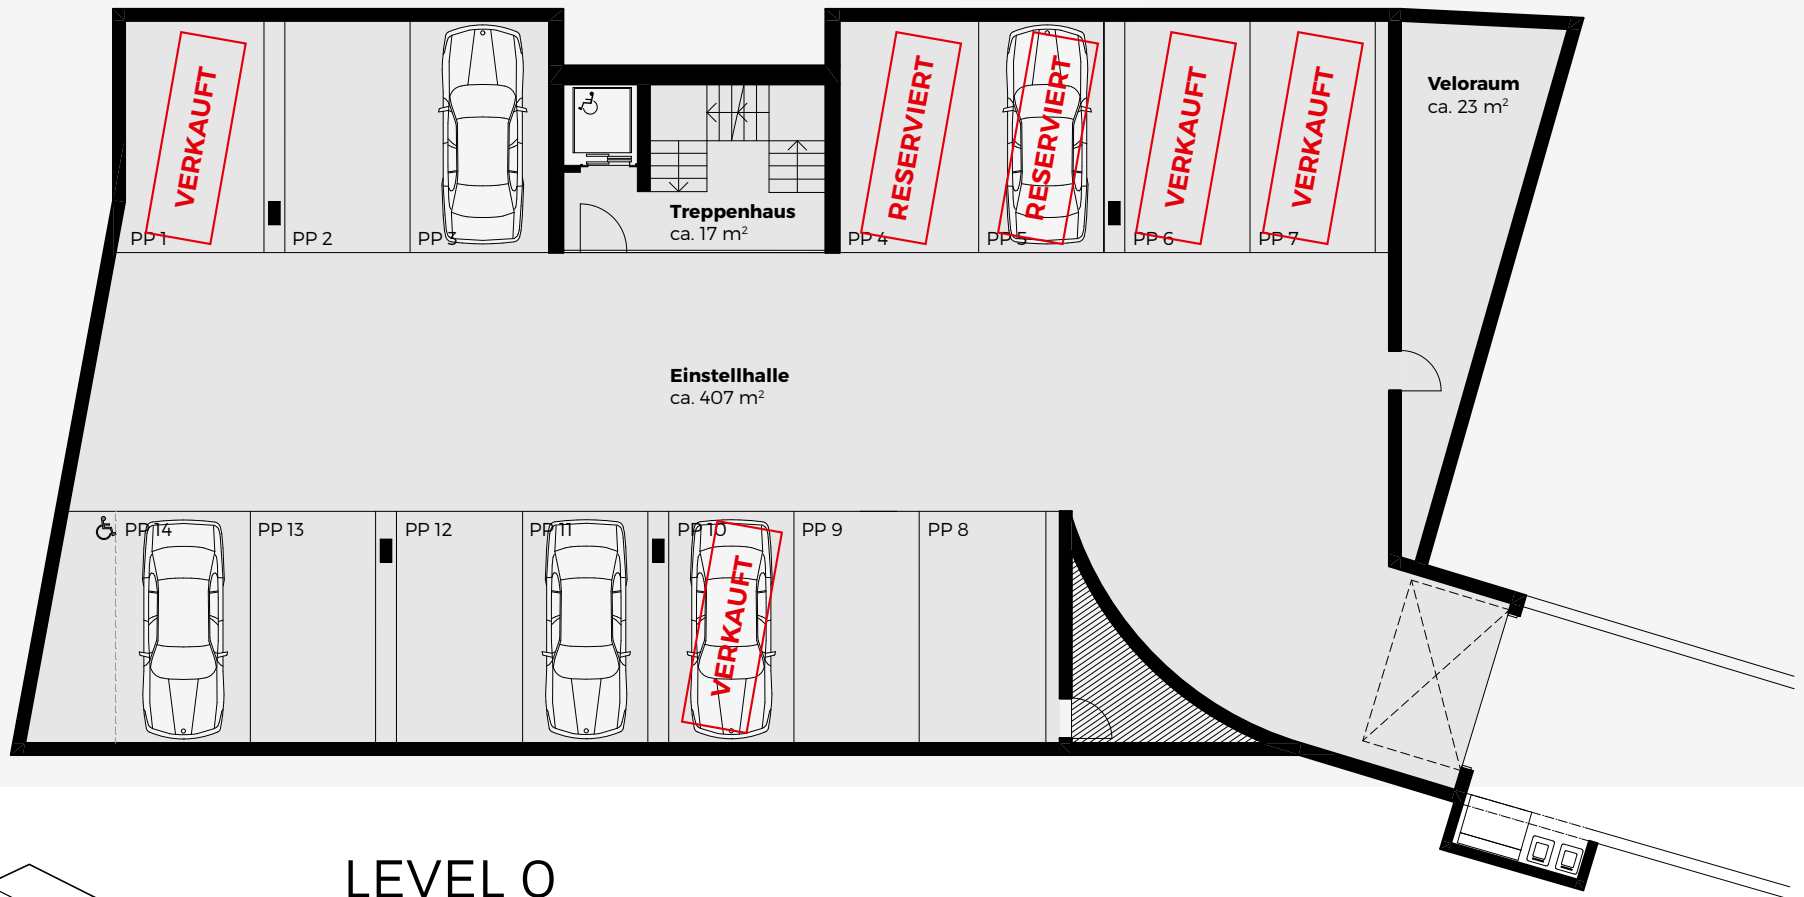 VERKAUFT
PP 1
PP 2
PP 3
Treppenhaus
ca. 17 m²
RESERVIERT
PP 4
RESERVIERT
PP 5
VERKAUFT
PP 6
VERKAUFT
PP 7
Veloraum
ca. 23 m²
Einstellhalle
ca. 407 m²
PP 14
PP 13
PP 12
PP 11
PP 10
VERKAUFT
PP 9
PP 8
LEVEL 0